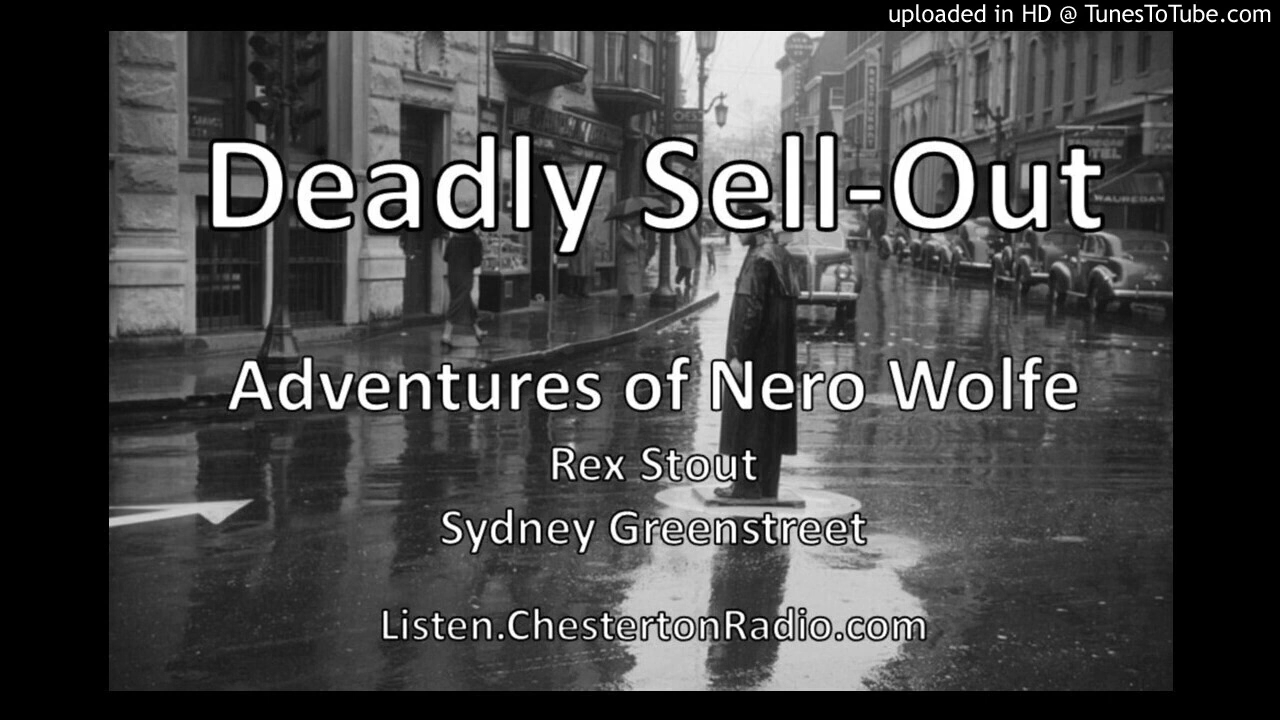 uploaded in HD @ TunesToTube.com
Deadly Sell-Out
Adventures of Nero Wolfe
Rex Stout
Sydney Greenstreet
Listen.ChestertonRadio.com